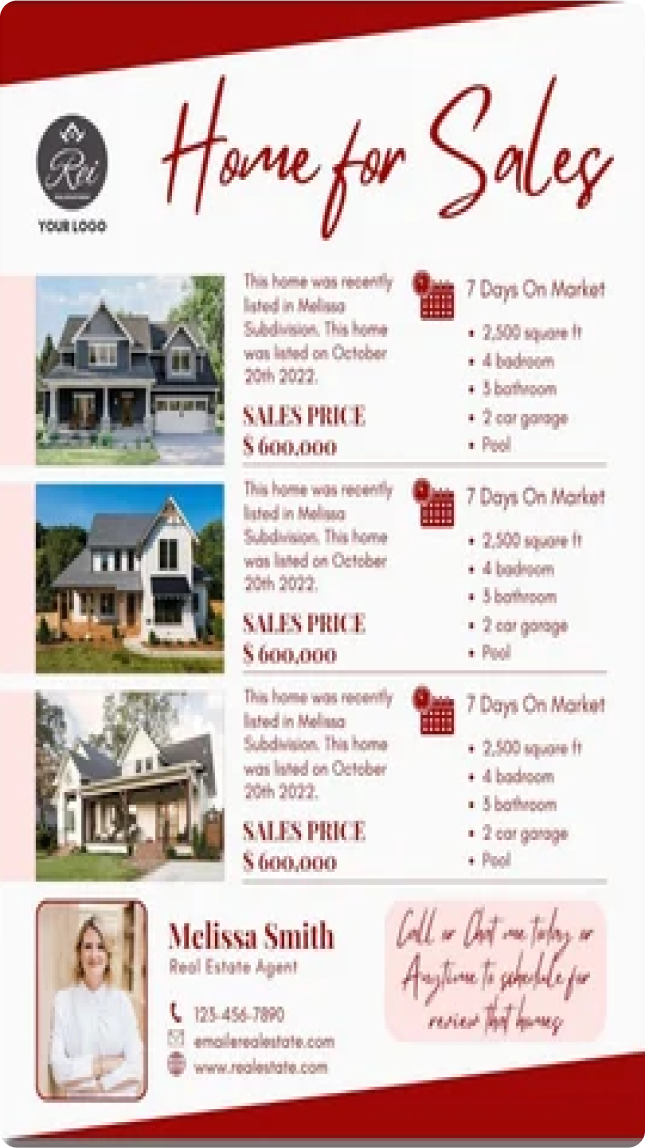 Home for Sales
Rei
YOUR LOGO
This home was recently
listed in Melissa
Subdivision. This home
was listed on October
20th 2022.
SALES PRICE
$ 600,000
7 Days On Market
• 2,500 square ft
• 4 badroom
• 3 bathroom
• 2 car garage
• Pool
This home was recently
listed in Melissa
Subdivision. This home
was listed on October
20th 2022.
SALES PRICE
$ 600,000
7 Days On Market
• 2,500 square ft
• 4 badroom
• 3 bathroom
• 2 car garage
• Pool
This home was recently
listed in Melissa
Subdivision. This home
was listed on October
20th 2022.
SALES PRICE
$ 600,000
7 Days On Market
• 2,500 square ft
• 4 badroom
• 3 bathroom
• 2 car garage
• Pool
Melissa Smith
Real Estate Agent
123-456-7890
emailerealestate.com
www.realestate.com
Call or Chat me today or
Anytime to schedule for
review that homes